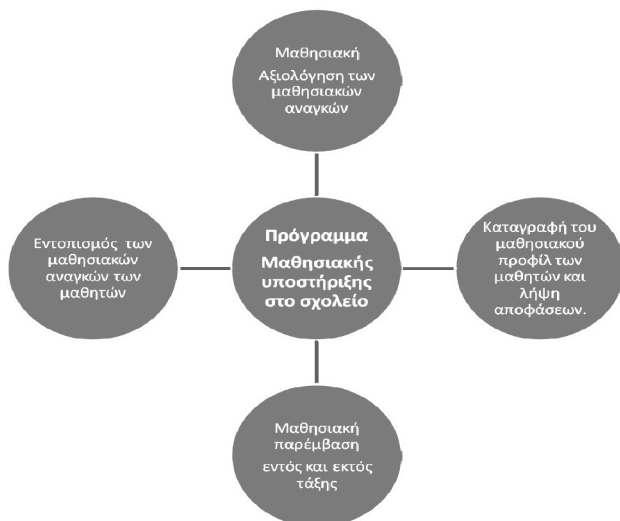 Μαθησιακή
Αξιολόγηση των
μαθησιακών
αναγκών
Εντοπισμός των
μαθησιακών
αναγκών των
μαθητών
Πρόγραμμα
Μαθησιακής
υποστήριξης
στο σχολείο
Καταγραφή του
μαθησιακού
προφίλ των
μαθητών και
λήψη
αποφάσεων.
Μαθησιακή
παρέμβαση
εντός και εκτός
τάξης